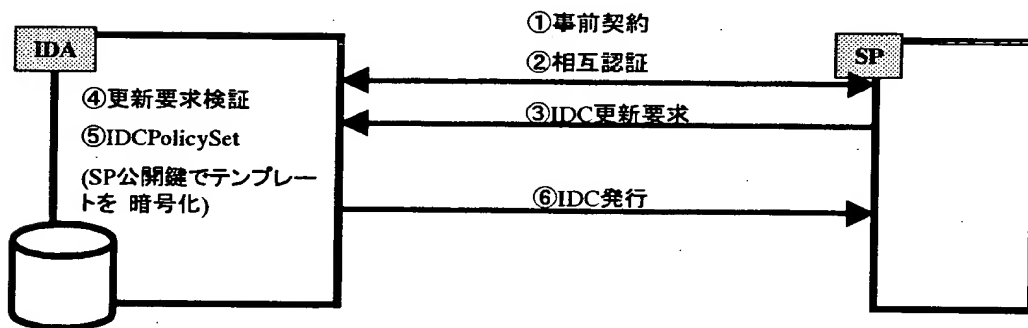 ①事前契約
IDA
SP
②相互認証
④更新要求検証
③IDC更新要求
⑤IDCPolicySet
(SP公開鍵でテンプレー
トを 暗号化)
⑥IDC発行